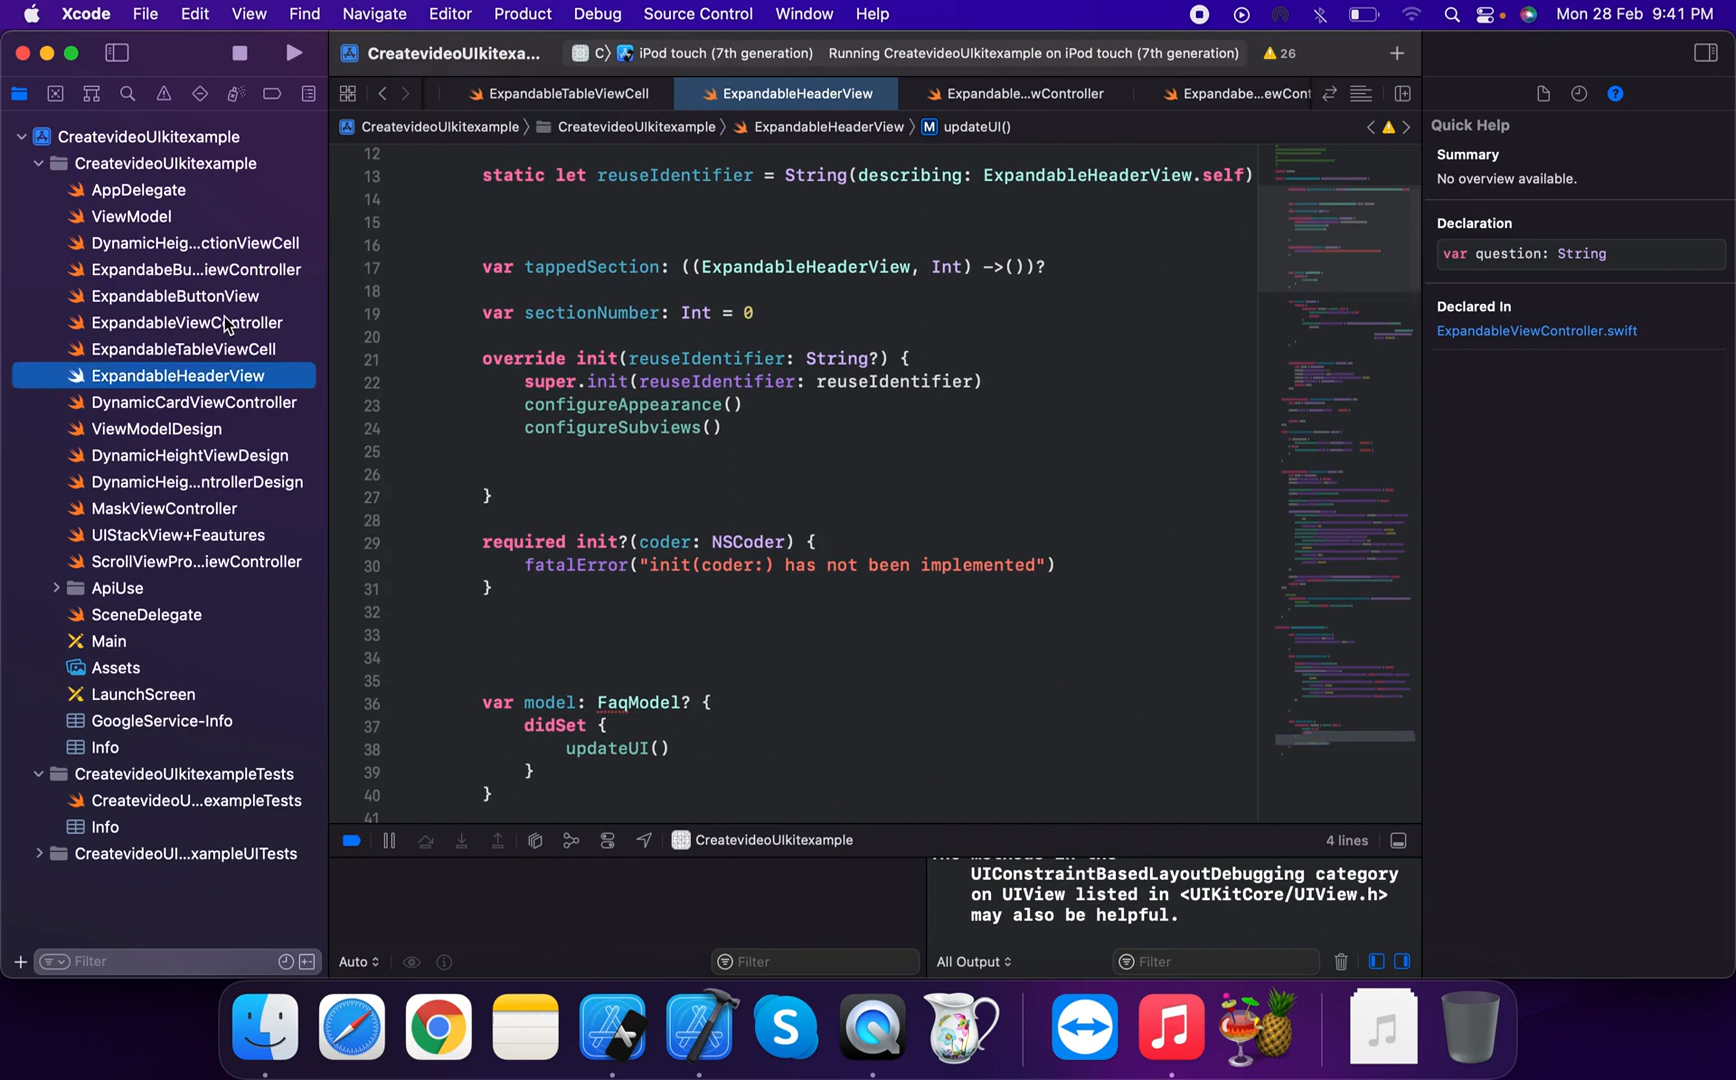 Xcode File Edit View Find Navigate Editor Product Debug Source Control Window Help Mon 28 Feb 9:41 PM
CreatevideoUIkitexa... C〉 iPod touch (7th generation) Running CreatevideoUIkitexample on iPod touch (7th generation) 26
ExpandableTableViewCell ExpandableHeaderView Expandable...wController Expandabe...ewCont
CreatevideoUIkitexample 〉 CreatevideoUIkitexample 〉 ExpandableHeaderView 〉 M updateUI()
CreatevideoUIkitexample
CreatevideoUIkitexample
AppDelegate
ViewModel
DynamicHeig...ctionViewCell
ExpandabeBu...iewController
ExpandableButtonView
ExpandableViewController
ExpandableTableViewCell
ExpandableHeaderView
DynamicCardViewController
ViewModelDesign
DynamicHeightViewDesign
DynamicHeig...ntrollerDesign
MaskViewController
UIStackView+Feautures
ScrollViewPro...iewController
ApiUse
SceneDelegate
Main
Assets
LaunchScreen
GoogleService-Info
Info
CreatevideoUIkitexampleTests
CreatevideoU...exampleTests
Info
CreatevideoUI...xampleUITests
Filter
12
13 static let reuseIdentifier = String(describing: ExpandableHeaderView.self)
14
15
16
17 var tappedSection: ((ExpandableHeaderView, Int) ->())?
18
19 var sectionNumber: Int = 0
20
21 override init(reuseIdentifier: String?) {
22 super.init(reuseIdentifier: reuseIdentifier)
23 configureAppearance()
24 configureSubviews()
25
26
27 }
28
29 required init?(coder: NSCoder) {
30 fatalError("init(coder:) has not been implemented")
31 }
32
33
34
35
36 var model: FaqModel? {
37 didSet {
38 updateUI()
39 }
40 }
41
CreatevideoUIkitexample 4 lines
UIConstraintBasedLayoutDebugging category
on UIView listed in <UIKitCore/UIView.h>
may also be helpful.
Auto Filter All Output Filter
Quick Help
Summary
No overview available.
Declaration
var question: String
Declared In
ExpandableViewController.swift